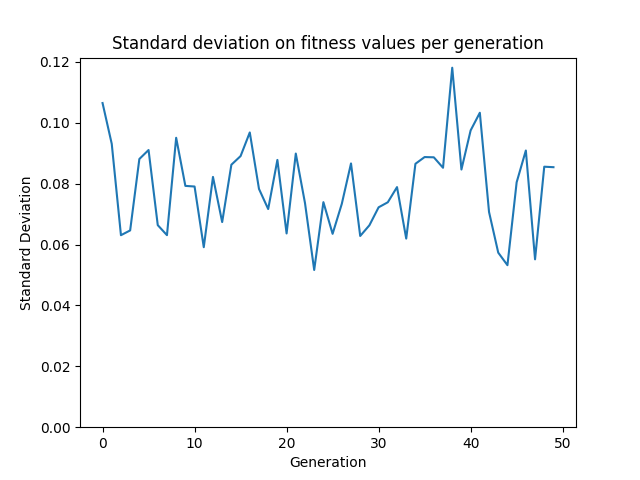 Standard deviation on fitness values per generation
0.12
0.10
0.08
0.06
0.04
0.02
0.00
Standard Deviation
0 10 20 30 40 50
Generation